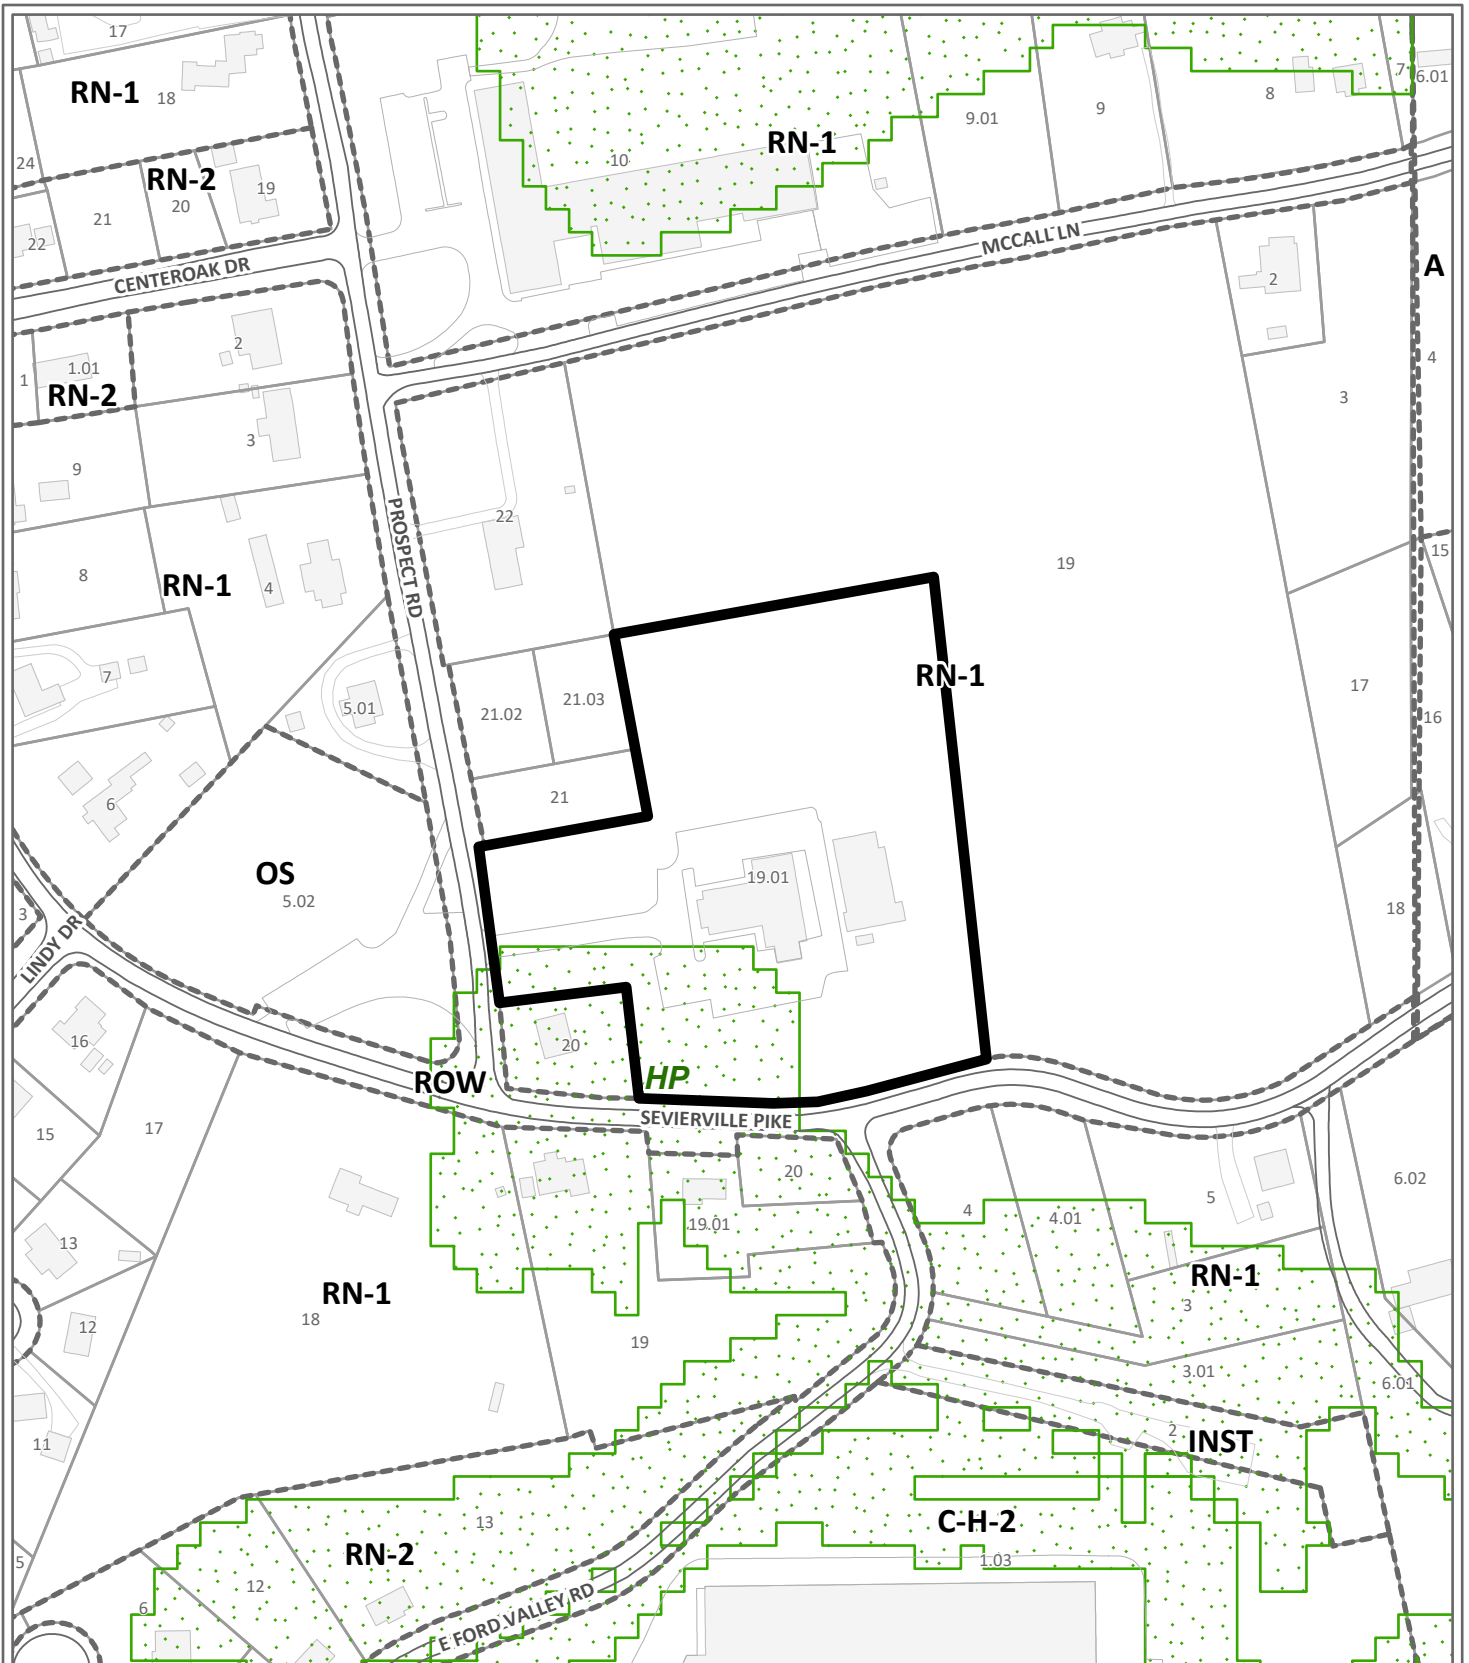 17
RN-1
18
24
RN-2
19
20
21
22
10
RN-1
9.01
9
8
7
6.01
CENTEROAK DR
MCCALL LN
A
2
2
1
1.01
RN-2
3
4
3
9
8
RN-1
4
PROSPECT RD
22
19
15
7
5.01
21.02
21.03
RN-1
17
16
6
21
OS
5.02
19.01
18
3
LINDY DR
16
20
HP
ROW
SEVIERVILLE PIKE
15
17
20
19.01
4
4.01
5
6.02
13
RN-1
18
12
19
RN-1
3
3.01
6.01
11
2
INST
13
C-H-2
RN-2
1.03
5
12
6
E FORD VALLEY RD